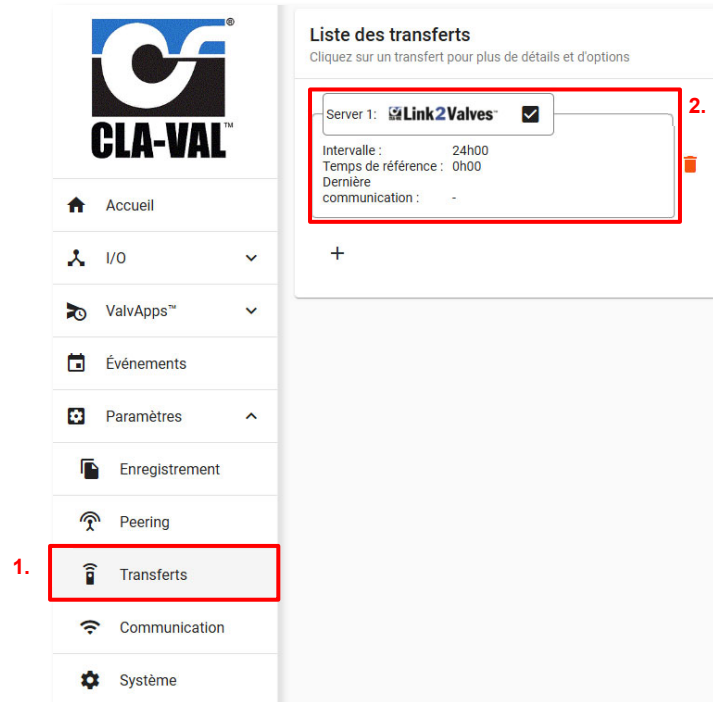 ®
CLA-VAL™
Accueil
I/O
ValvApps™
Événements
Paramètres
Enregistrement
Peering
1.
Transferts
Communication
Système
Liste des transferts
Cliquez sur un transfert pour plus de détails et d'options
2.
Server 1: Link2Valves™
Intervalle : 24h00
Temps de référence : 0h00
Dernière
communication : -
+